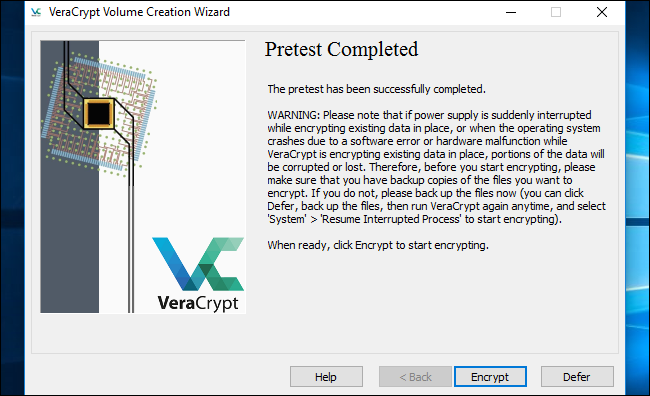 VeraCrypt Volume Creation Wizard
Pretest Completed
The pretest has been successfully completed.
WARNING: Please note that if power supply is suddenly interrupted
while encrypting existing data in place, or when the operating system
crashes due to a software error or hardware malfunction while
VeraCrypt is encrypting existing data in place, portions of the data will
be corrupted or lost. Therefore, before you start encrypting, please
make sure that you have backup copies of the files you want to
encrypt. If you do not, please back up the files now (you can click
Defer, back up the files, then run VeraCrypt again anytime, and select
'System' > 'Resume Interrupted Process' to start encrypting).
When ready, click Encrypt to start encrypting.
VeraCrypt
Help
< Back
Encrypt
Defer